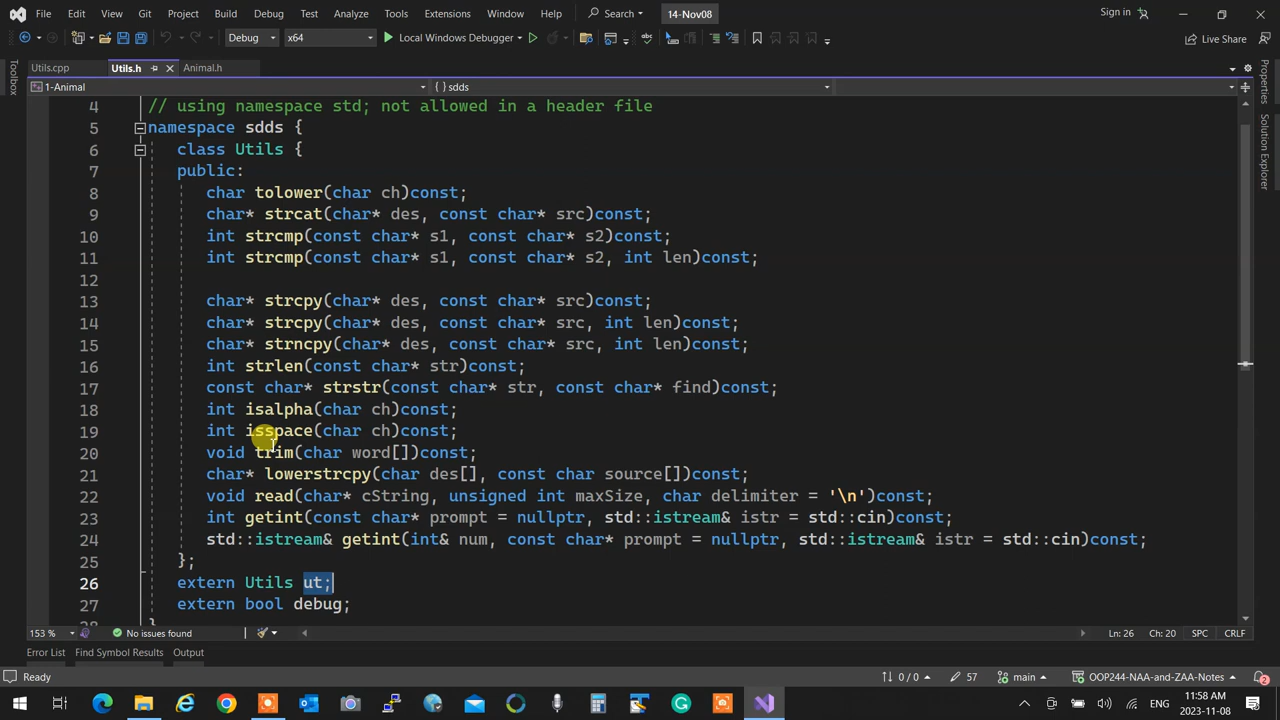 File Edit View Git Project Build Debug Test Analyze Tools Extensions Window Help Search 14-Nov08 Sign in
Debug x64 Local Windows Debugger Live Share
Utils.cpp Utils.h Animal.h
1-Animal { } sdds
4 // using namespace std; not allowed in a header file
5 namespace sdds {
6 class Utils {
7 public:
8 char tolower(char ch)const;
9 char* strcat(char* des, const char* src)const;
10 int strcmp(const char* s1, const char* s2)const;
11 int strcmp(const char* s1, const char* s2, int len)const;
12
13 char* strcpy(char* des, const char* src)const;
14 char* strcpy(char* des, const char* src, int len)const;
15 char* strncpy(char* des, const char* src, int len)const;
16 int strlen(const char* str)const;
17 const char* strstr(const char* str, const char* find)const;
18 int isalpha(char ch)const;
19 int isspace(char ch)const;
20 void trim(char word[])const;
21 char* lowerstrcpy(char des[], const char source[])const;
22 void read(char* cString, unsigned int maxSize, char delimiter = '\n')const;
23 int getint(const char* prompt = nullptr, std::istream& istr = std::cin)const;
24 std::istream& getint(int& num, const char* prompt = nullptr, std::istream& istr = std::cin)const;
25 };
26 extern Utils ut;
27 extern bool debug;
28 }
153 % No issues found Ln: 26 Ch: 20 SPC CRLF
Error List Find Symbol Results Output
Ready 0 / 0 57 main OOP244-NAA-and-ZAA-Notes 2
ENG 11:58 AM 2023-11-08
Toolbox
Properties
Solution Explorer